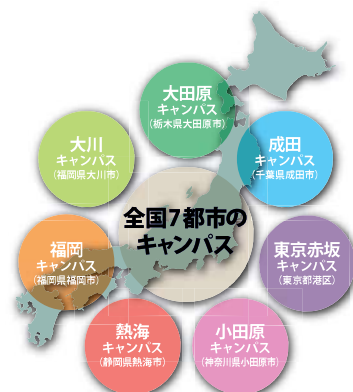 大田原
キャンパス
(栃木県大田原市)
大川
キャンパス
(福岡県大川市)
成田
キャンパス
(千葉県成田市)
全国7都市の
キャンパス
福岡
キャンパス
(福岡県福岡市)
東京赤坂
キャンパス
(東京都港区)
熱海
キャンパス
(静岡県熱海市)
小田原
キャンパス
(神奈川県小田原市)